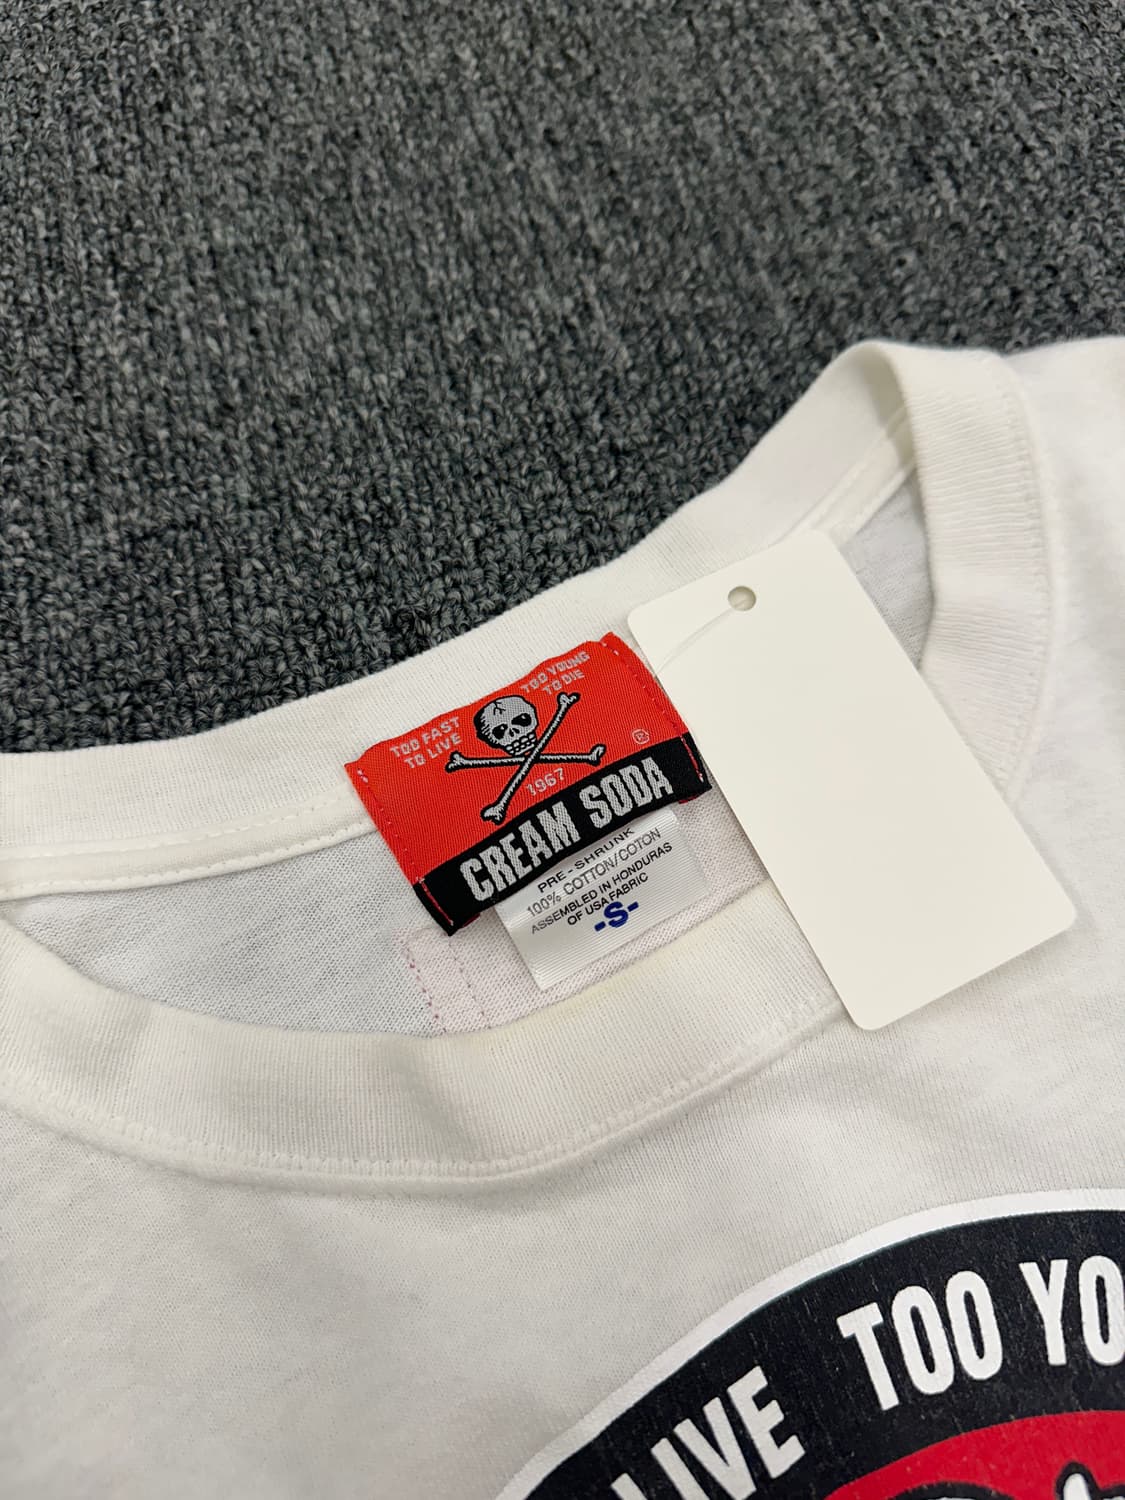 TOO FAST
TO LIVE
TOO YOUNG
TO DIE
1967
®
CREAM SODA
PRE-SHRUNK
100% COTTON/COTON
ASSEMBLED IN HONDURAS
OF USA FABRIC
-S-
LIVE TOO YO